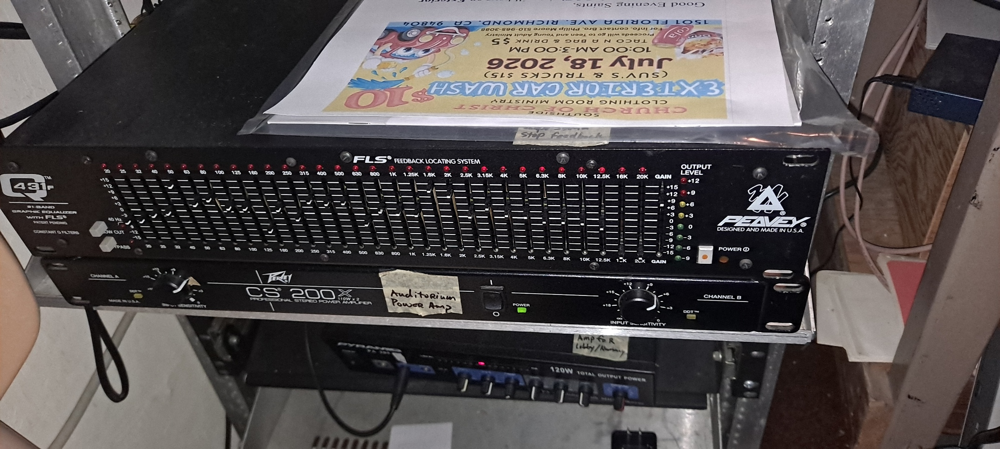 Good Evening Saints,
1501 FLORIDA AVE. RICHMOND, CA 94804
For Info. contact Bro. Phillip Moore 510-965-3088
Proceeds will go to Teen and Young Adult Ministry
TACO N A BAG & DRINK $5
10:00 AM-3:00 PM
July 18, 2026
(SUV'S & TRUCKS $15)
EXTERIOR CAR WASH $10
CLOTHING ROOM MINISTRY
CHURCH OF CHRIST
SOUTHSIDE
Cola
Stop feedback
FLS® FEEDBACK LOCATING SYSTEM
20 25 32 40 50 63 80 100 125 160 200 250 315 400 500 630 800 1K 1.25K 1.6K 2K 2.5K 3.15K 4K 5K 6.3K 8K 10K 12.5K 16K 20K GAIN
OUTPUT
LEVEL
Q™ 431F
31-BAND
GRAPHIC EQUALIZER
WITH FLS®
PATENT PENDING
CONSTANT Q FILTERS
+15
+12
+9
+6
+3
0
-3
-12
-15
40 Hz
LOW CUT
BYPASS
+15
+12
+9
+6
+3
0
-3
-6
-9
-12
-15
+12
+9
+6
+3
0
-3
-6
-9
PEAVEY®
DESIGNED AND MADE IN U.S.A.
POWER
20 25 32 40 50 63 80 100 125 160 200 250 315 400 500 630 800 1K 1.25K 1.6K 2K 2.5K 3.15K 4K 5K 6.3K 8K 10K 12.5K 16K 20K GAIN
CHANNEL A
DDT™
MADE IN U.S.A.
INPUT SENSITIVITY
PEAVEY
CS® 200X
110W x 2
PROFESSIONAL STEREO POWER AMPLIFIER
Auditorium
Power Amp
POWER
+12 +9
+15 +6
+18 +3
∞ 0
INPUT SENSITIVITY
CHANNEL B
DDT™
Amp for
Lobby/Nursery
PYRAMID
120W TOTAL OUTPUT POWER